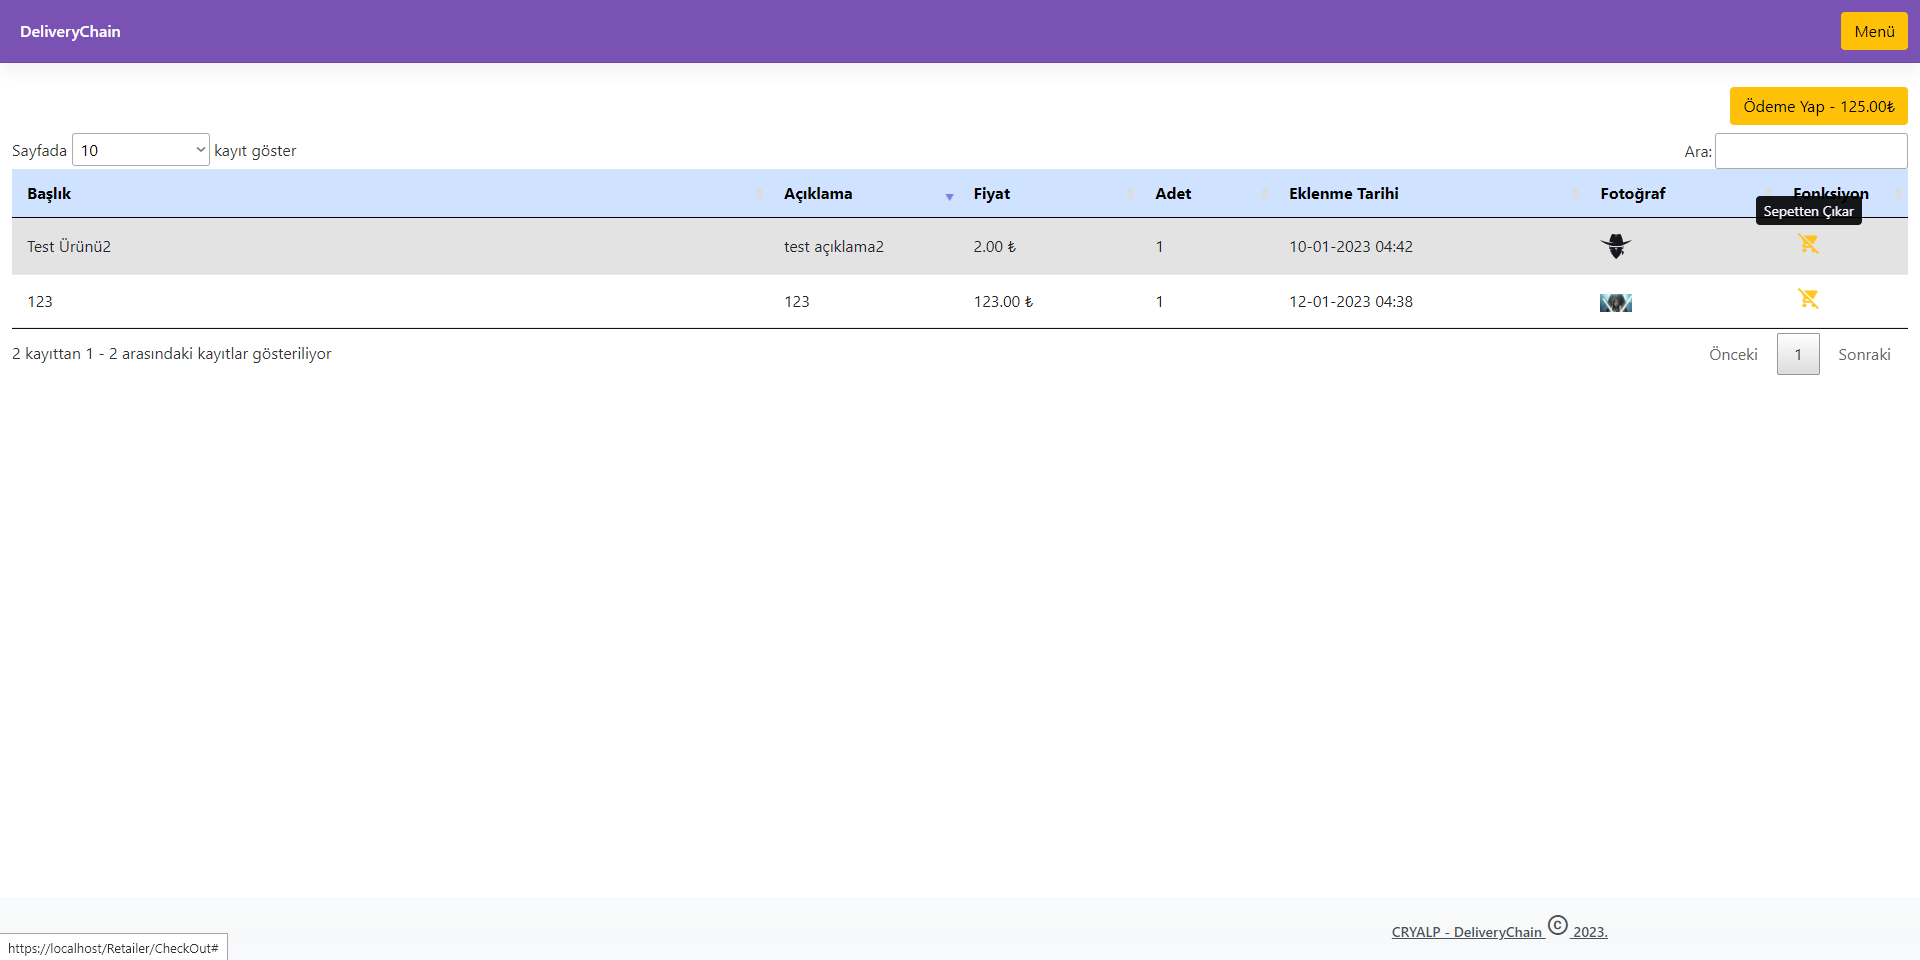 DeliveryChain
Menü
Ödeme Yap - 125.00₺
Sayfada 10 kayıt göster
Ara:
Başlık Açıklama Fiyat Adet Eklenme Tarihi Fotoğraf Fonksiyon
Sepetten Çıkar
Test Ürünü2 test açıklama2 2.00 ₺ 1 10-01-2023 04:42
123 123 123.00 ₺ 1 12-01-2023 04:38
2 kayıttan 1 - 2 arasındaki kayıtlar gösteriliyor
Önceki 1 Sonraki
CRYALP - DeliveryChain © 2023.
https://localhost/Retailer/CheckOut#